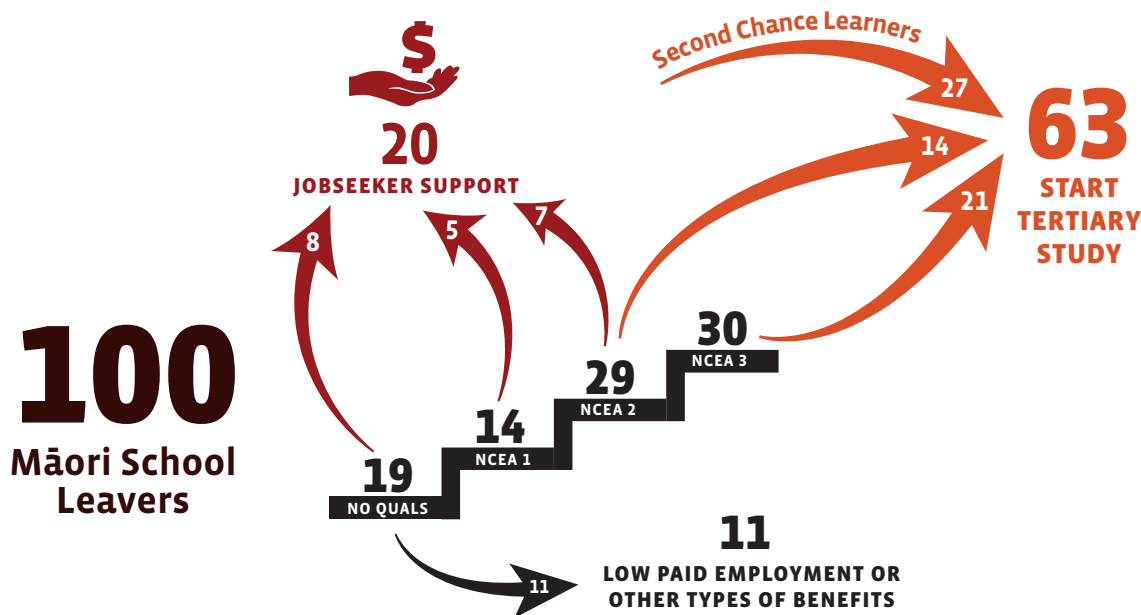 100
Māori School
Leavers
$
20
JOBSEEKER SUPPORT
8
5
7
19
NO QUALS
14
NCEA 1
29
NCEA 2
30
NCEA 3
Second Chance Learners
27
14
21
63
START
TERTIARY
STUDY
11
11
LOW PAID EMPLOYMENT OR
OTHER TYPES OF BENEFITS